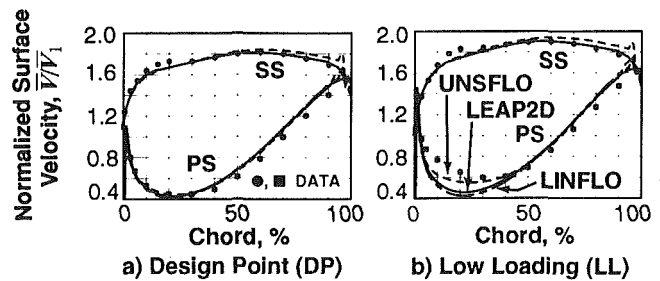 Normalized Surface
Velocity, V̅/V̅₁
2.0
1.6
1.2
0.8
0.4
SS
PS
DATA
0
50
100
Chord, %
a) Design Point (DP)
2.0
1.6
1.2
0.8
0.4
SS
UNSFLO
LEAP2D
PS
LINFLO
0
50
100
Chord, %
b) Low Loading (LL)